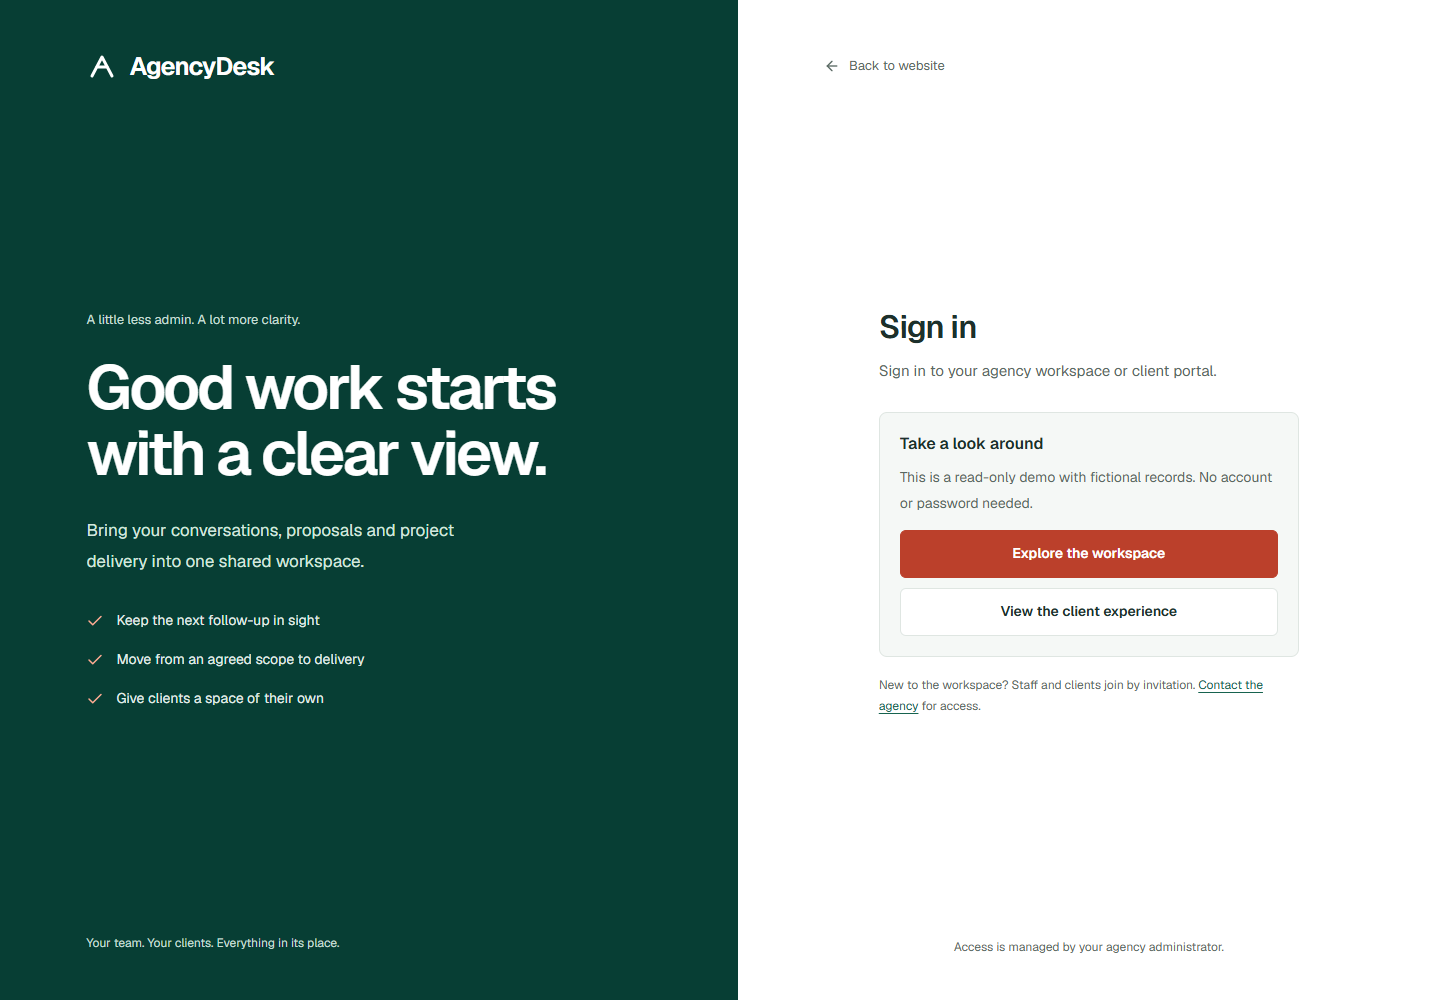 AgencyDesk
A little less admin. A lot more clarity.
Good work starts
with a clear view.
Bring your conversations, proposals and project
delivery into one shared workspace.
Keep the next follow-up in sight
Move from an agreed scope to delivery
Give clients a space of their own
Your team. Your clients. Everything in its place.
Back to website
Sign in
Sign in to your agency workspace or client portal.
Take a look around
This is a read-only demo with fictional records. No account
or password needed.
Explore the workspace
View the client experience
New to the workspace? Staff and clients join by invitation. Contact the
agency for access.
Access is managed by your agency administrator.